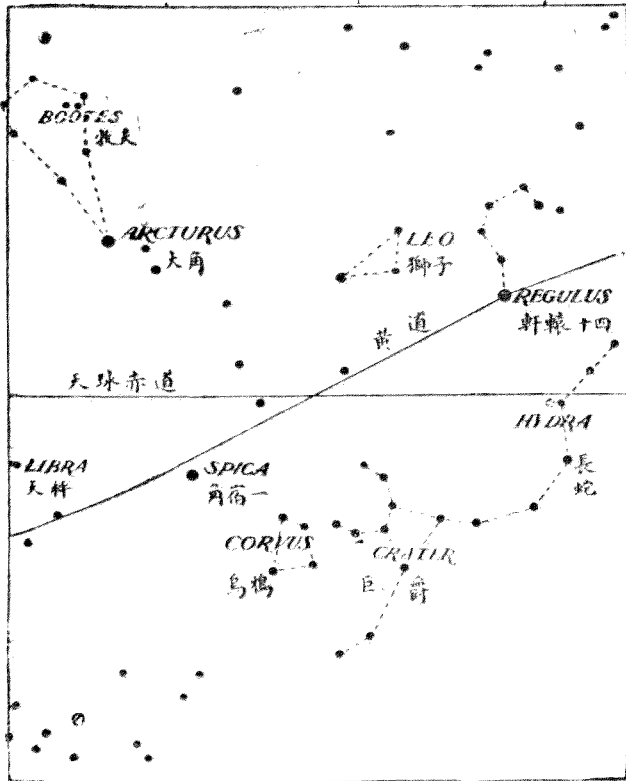 BOOTES
牧夫
ARCTURUS
大角
LEO
獅子
REGULUS
軒轅十四
黃道
天球赤道
HYDRA
長蛇
LIBRA
天秤
SPICA
角宿一
CORVUS
烏鴉
CRATER
巨爵